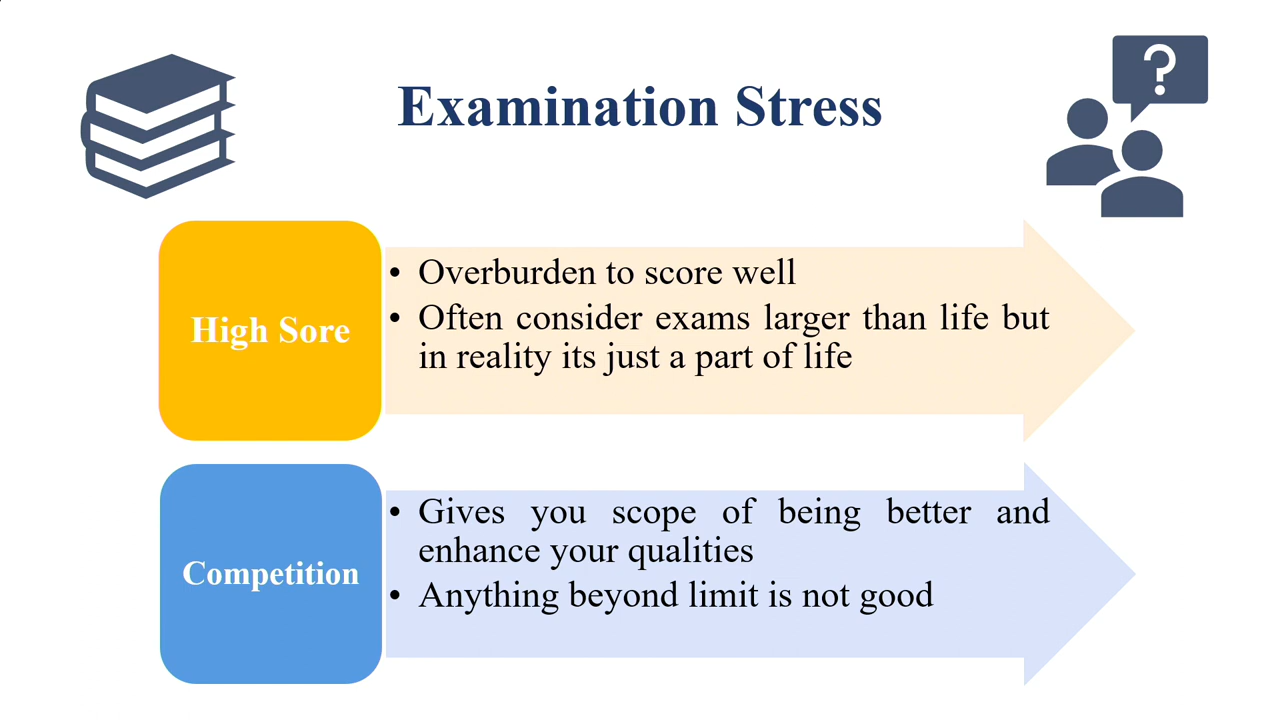 ?
Examination Stress
High Sore
• Overburden to score well
• Often consider exams larger than life but
in reality its just a part of life
Competition
• Gives you scope of being better and
enhance your qualities
• Anything beyond limit is not good